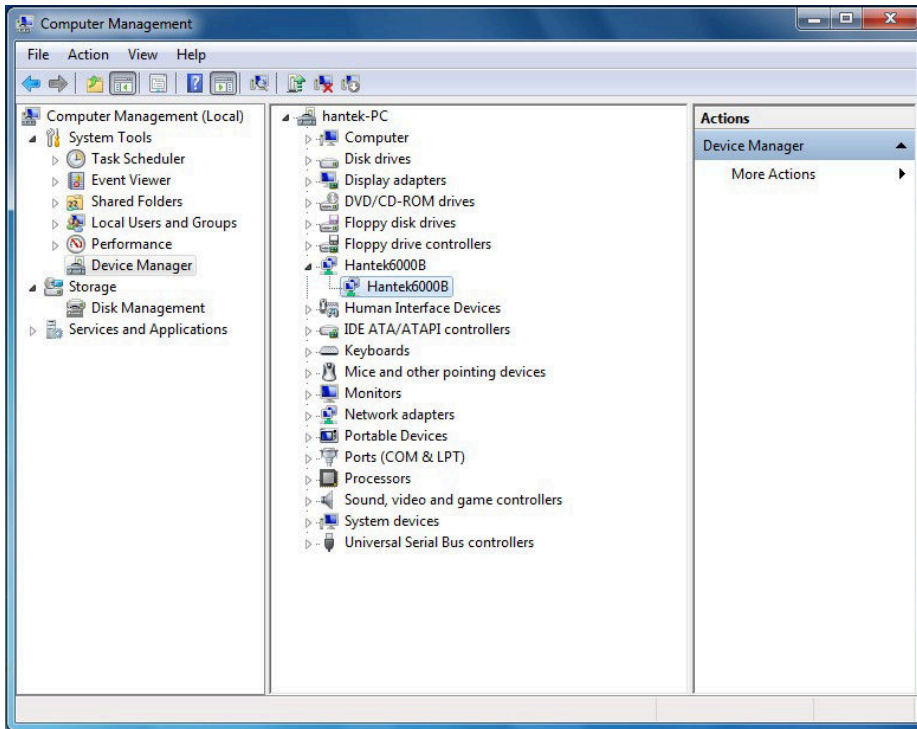 Computer Management
File Action View Help
Computer Management (Local)
System Tools
Task Scheduler
Event Viewer
Shared Folders
Local Users and Groups
Performance
Device Manager
Storage
Disk Management
Services and Applications
hantek-PC
Computer
Disk drives
Display adapters
DVD/CD-ROM drives
Floppy disk drives
Floppy drive controllers
Hantek6000B
Hantek6000B
Human Interface Devices
IDE ATA/ATAPI controllers
Keyboards
Mice and other pointing devices
Monitors
Network adapters
Portable Devices
Ports (COM & LPT)
Processors
Sound, video and game controllers
System devices
Universal Serial Bus controllers
Actions
Device Manager
More Actions